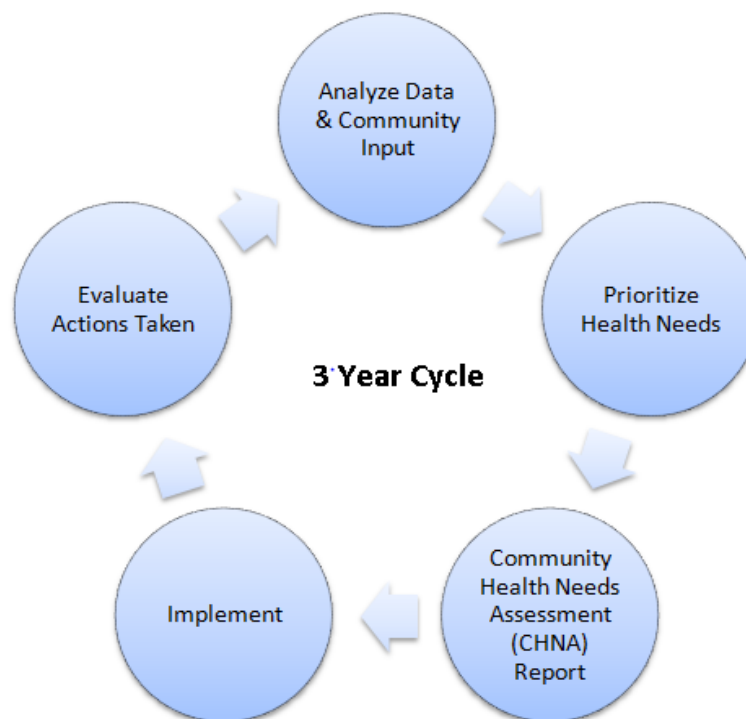 Analyze Data
& Community
Input
Prioritize
Health Needs
Community
Health Needs
Assessment
(CHNA)
Report
Implement
Evaluate
Actions Taken
3 Year Cycle